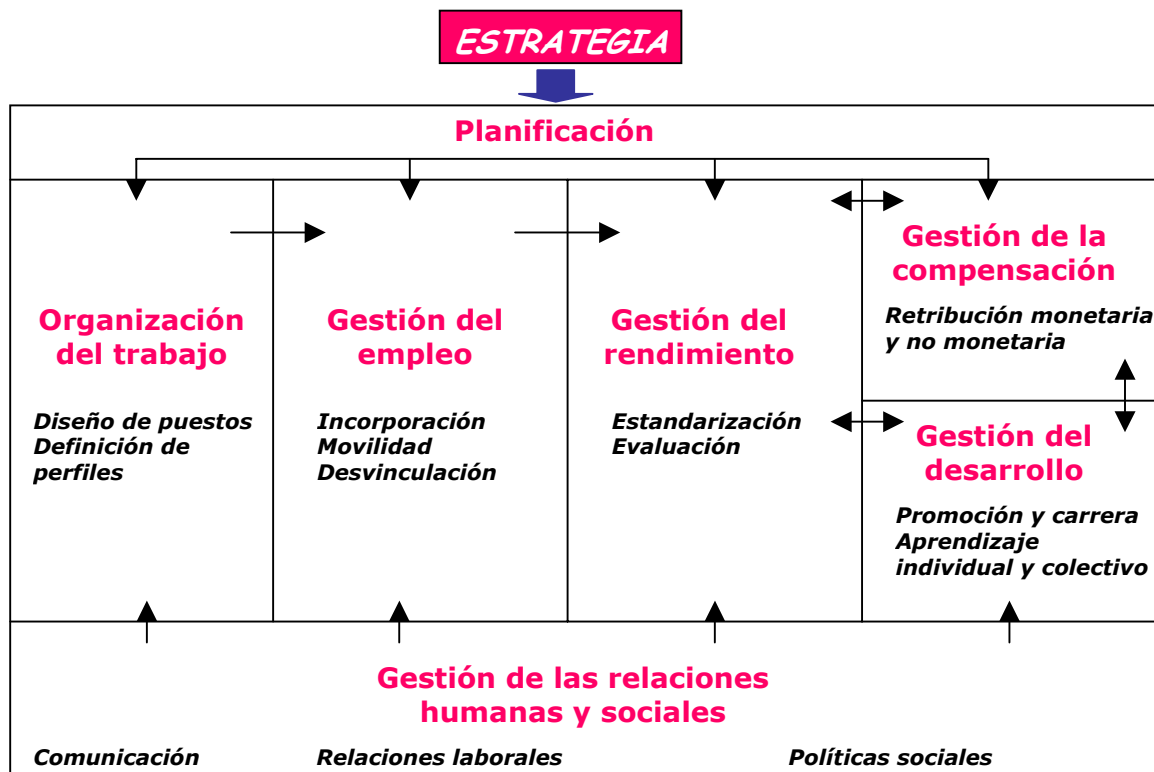 ESTRATEGIA
Planificación
Organización
del trabajo
Diseño de puestos
Definición de
perfiles
Gestión del
empleo
Incorporación
Movilidad
Desvinculación
Gestión del
rendimiento
Estandarización
Evaluación
Gestión de la
compensación
Retribución monetaria
y no monetaria
Gestión del
desarrollo
Promoción y carrera
Aprendizaje
individual y colectivo
Gestión de las relaciones
humanas y sociales
Comunicación
Relaciones laborales
Políticas sociales